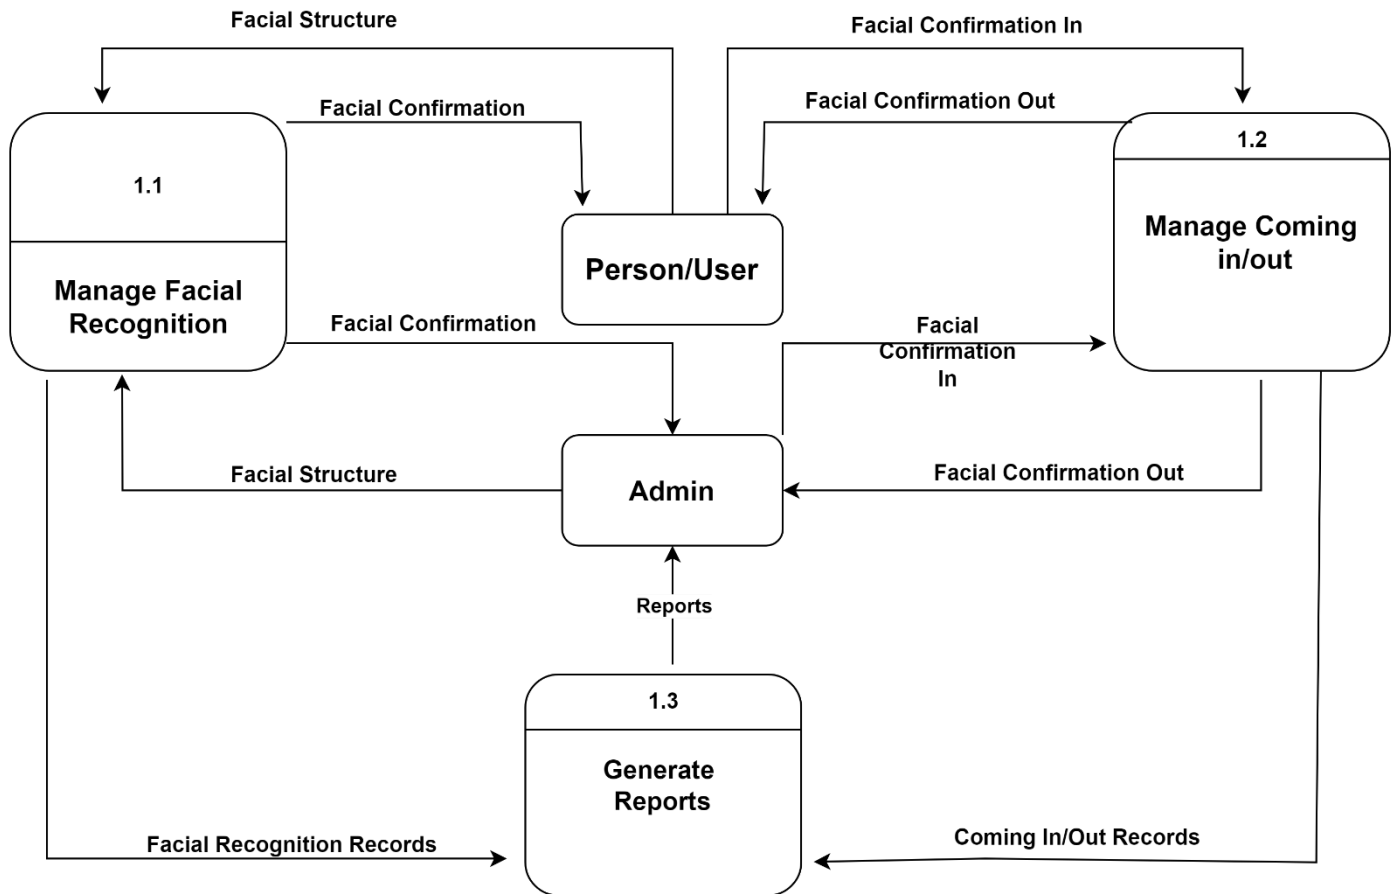 Facial Structure
Facial Confirmation In
Facial Confirmation
Facial Confirmation Out
1.1
1.2
Manage Facial
Recognition
Person/User
Manage Coming
in/out
Facial Confirmation
Facial
Confirmation
In
Facial Structure
Admin
Facial Confirmation Out
Reports
1.3
Generate
Reports
Facial Recognition Records
Coming In/Out Records